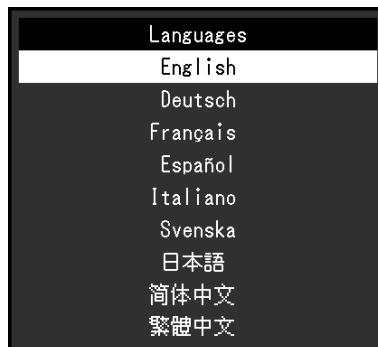 Languages
English
Deutsch
Français
Español
Italiano
Svenska
日本語
简体中文
繁體中文